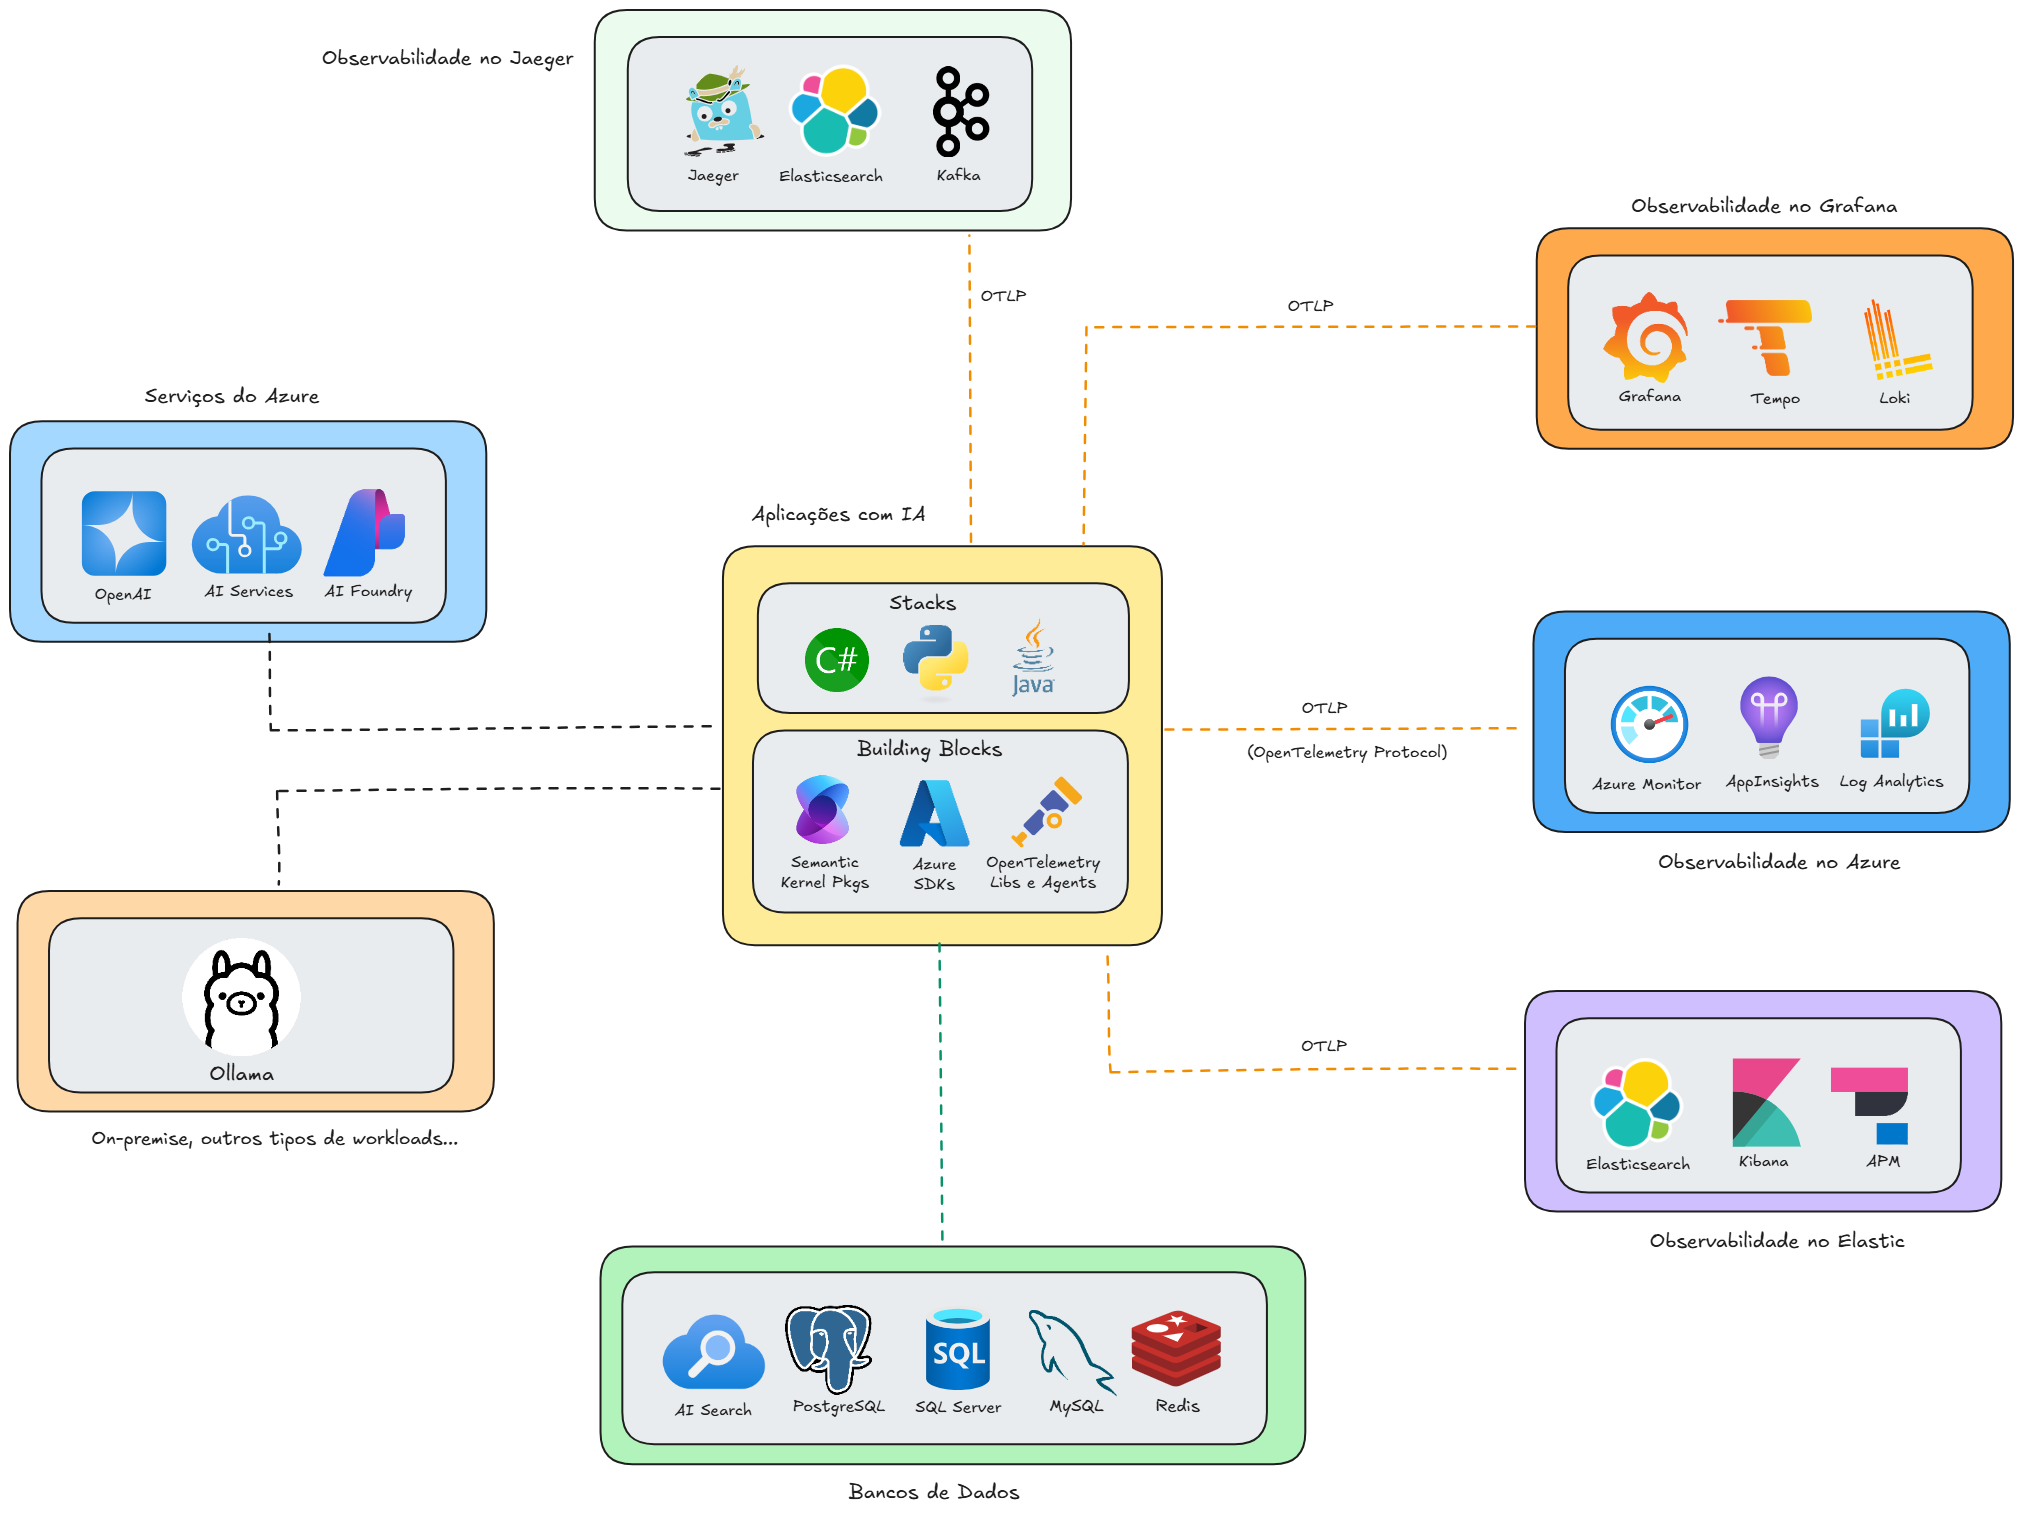 Observabilidade no Jaeger
Jaeger
Elasticsearch
Kafka
OTLP
Observabilidade no Grafana
OTLP
Grafana
Tempo
Loki
Serviços do Azure
OpenAI
AI Services
AI Foundry
Aplicações com IA
Stacks
C#
Java
Building Blocks
Semantic
Kernel Pkgs
Azure
SDKs
OpenTelemetry
Libs e Agents
OTLP
(OpenTelemetry Protocol)
Azure Monitor
AppInsights
Log Analytics
Observabilidade no Azure
Ollama
On-premise, outros tipos de workloads...
OTLP
Elasticsearch
Kibana
APM
Observabilidade no Elastic
AI Search
PostgreSQL
SQL
SQL Server
MySQL
Redis
Bancos de Dados